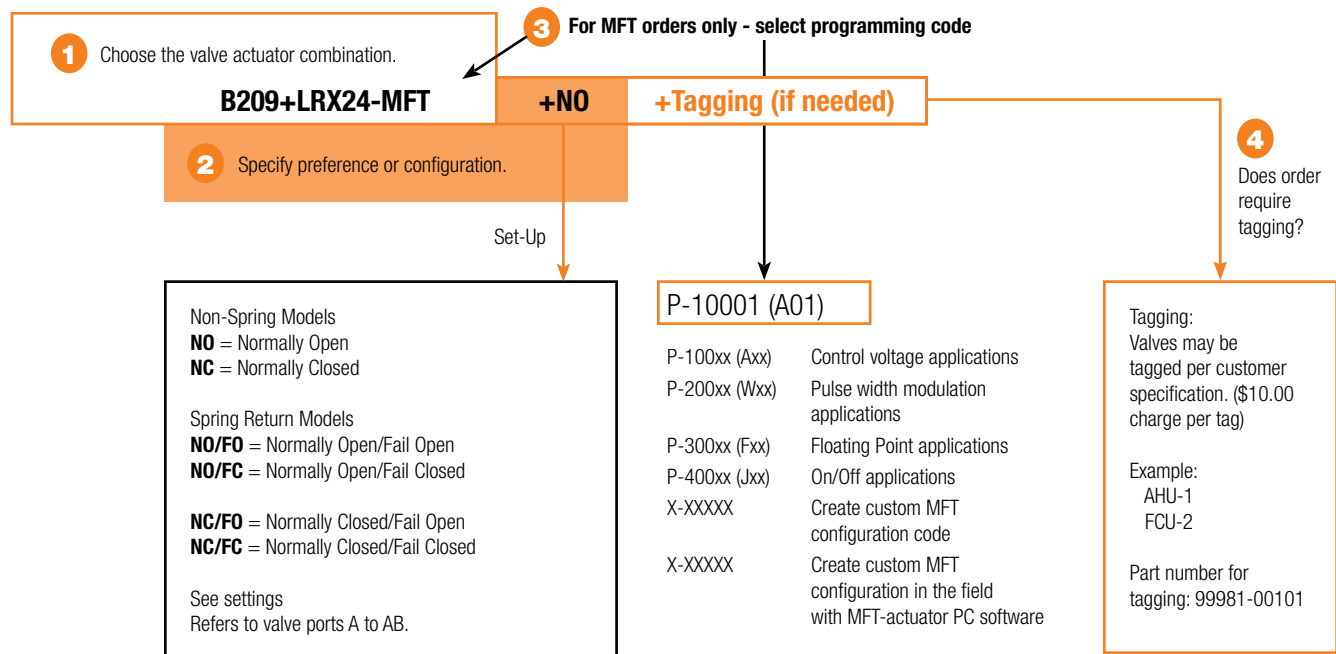 1 Choose the valve actuator combination.
3 For MFT orders only - select programming code
B209+LRX24-MFT +NO +Tagging (if needed)
2 Specify preference or configuration.
4
Does order
require
tagging?
Set-Up
Non-Spring Models
NO = Normally Open
NC = Normally Closed
Spring Return Models
NO/FO = Normally Open/Fail Open
NO/FC = Normally Open/Fail Closed
NC/FO = Normally Closed/Fail Open
NC/FC = Normally Closed/Fail Closed
See settings
Refers to valve ports A to AB.
P-10001 (A01)
P-100xx (Axx) Control voltage applications
P-200xx (Wxx) Pulse width modulation
applications
P-300xx (Fxx) Floating Point applications
P-400xx (Jxx) On/Off applications
X-XXXXX Create custom MFT
configuration code
X-XXXXX Create custom MFT
configuration in the field
with MFT-actuator PC software
Tagging:
Valves may be
tagged per customer
specification. ($10.00
charge per tag)
Example:
AHU-1
FCU-2
Part number for
tagging: 99981-00101